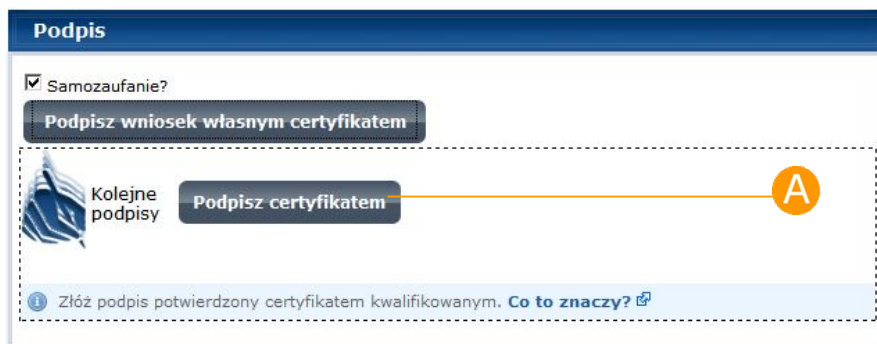 Podpis
Samozaufanie?
Podpisz wniosek własnym certyfikatem
Kolejne
podpisy
Podpisz certyfikatem
A
Złóż podpis potwierdzony certyfikatem kwalifikowanym. Co to znaczy?